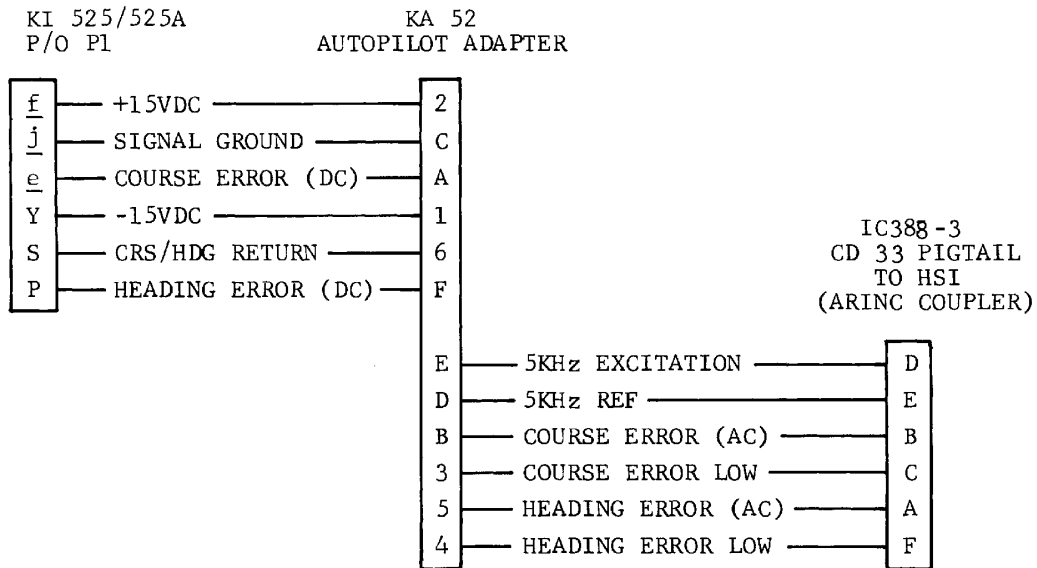 KI 525/525A
P/O P1
KA 52
AUTOPILOT ADAPTER
f +15VDC 2
j SIGNAL GROUND C
e COURSE ERROR (DC) A
Y -15VDC 1
S CRS/HDG RETURN 6
P HEADING ERROR (DC) F
IC388-3
CD 33 PIGTAIL
TO HSI
(ARINC COUPLER)
E 5KHz EXCITATION D
D 5KHz REF E
B COURSE ERROR (AC) B
3 COURSE ERROR LOW C
5 HEADING ERROR (AC) A
4 HEADING ERROR LOW F